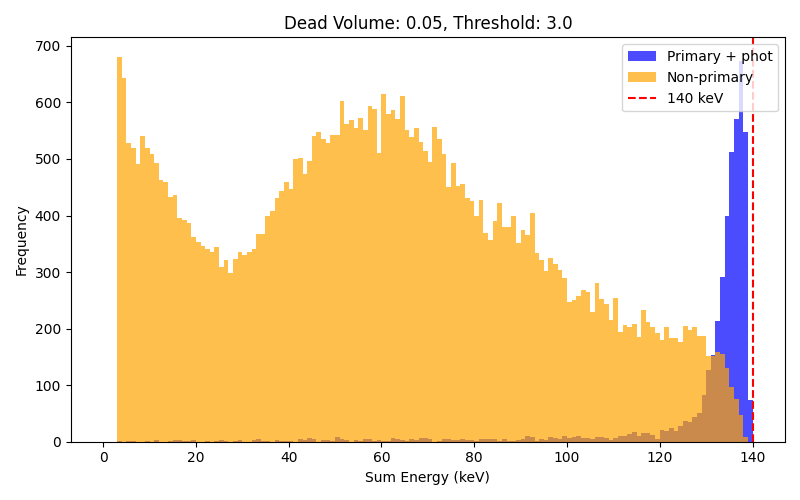 Dead Volume: 0.05, Threshold: 3.0
Primary + phot
Non-primary
140 keV
Frequency
700
600
500
400
300
200
100
0
0 20 40 60 80 100 120 140
Sum Energy (keV)